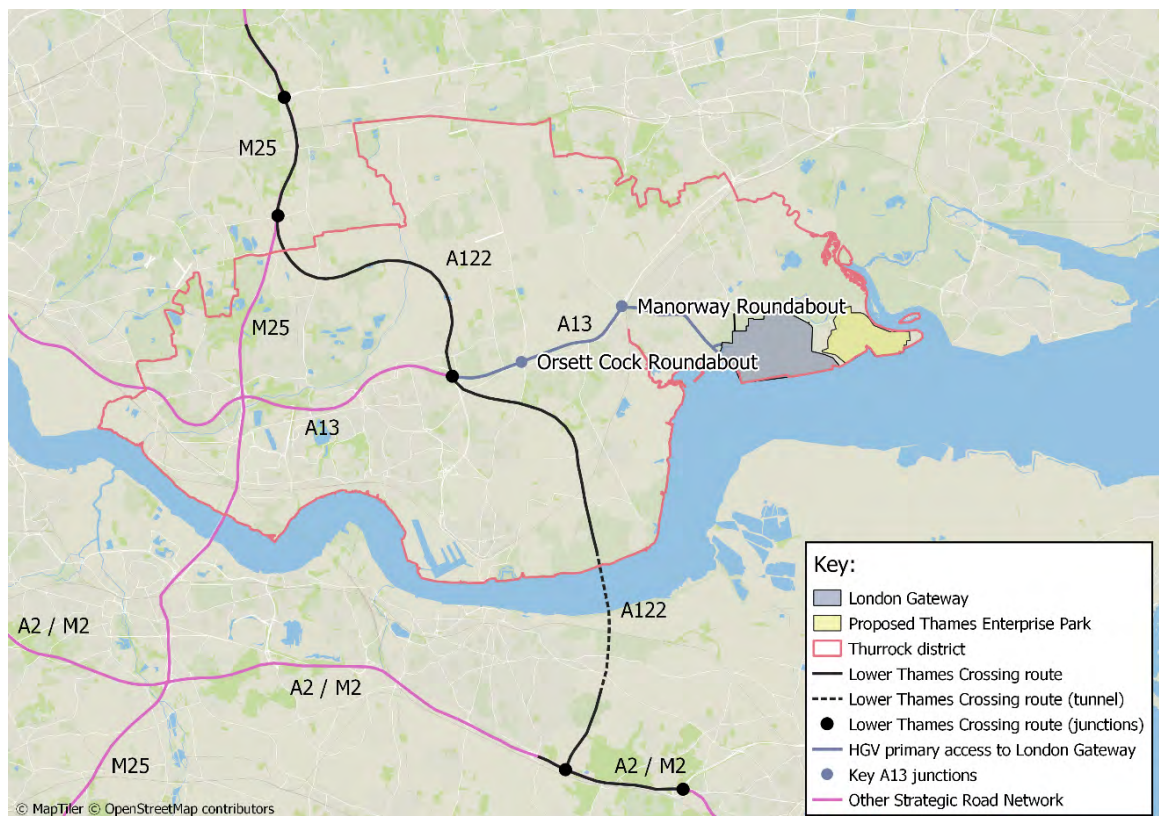 M25
A122
Manorway Roundabout
M25
A13
Orsett Cock Roundabout
A13
A122
A2 / M2
A2 / M2
A2 / M2
M25
Key:
London Gateway
Proposed Thames Enterprise Park
Thurrock district
Lower Thames Crossing route
Lower Thames Crossing route (tunnel)
Lower Thames Crossing route (junctions)
HGV primary access to London Gateway
Key A13 junctions
Other Strategic Road Network
© MapTiler © OpenStreetMap contributors